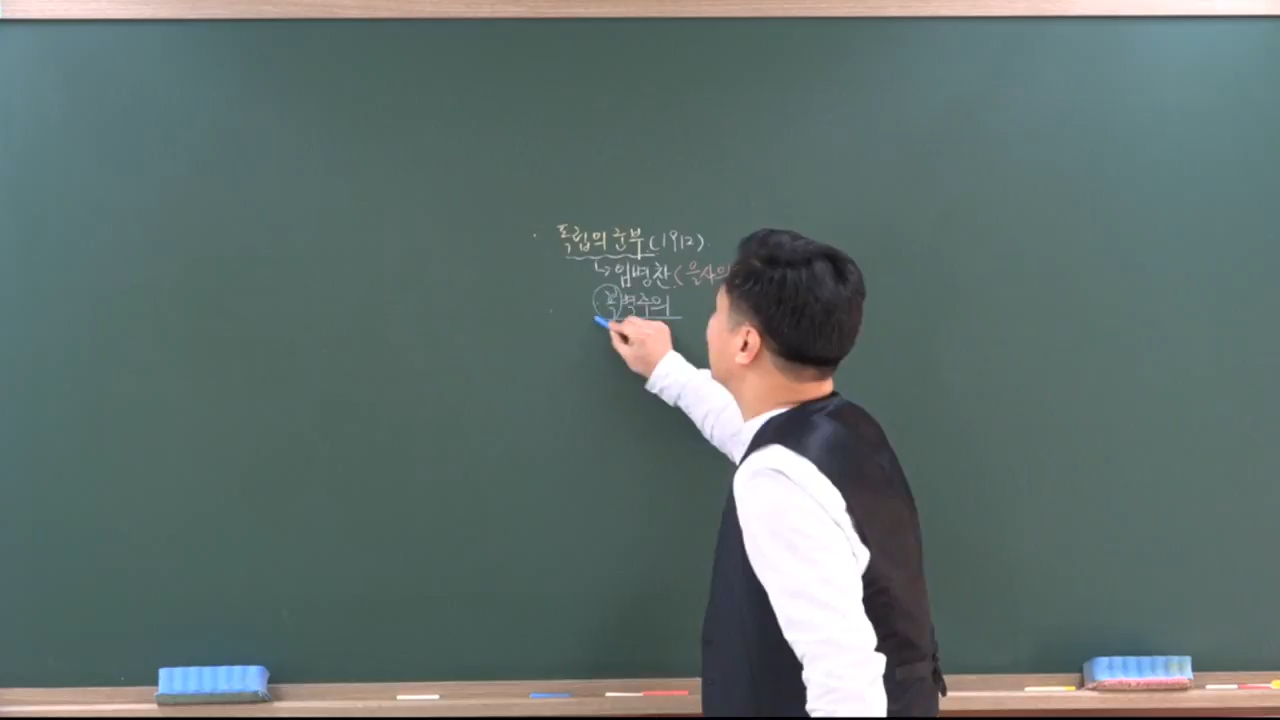 · 독립의군부(1912)
↳ 임병찬(을사의
복벽주의